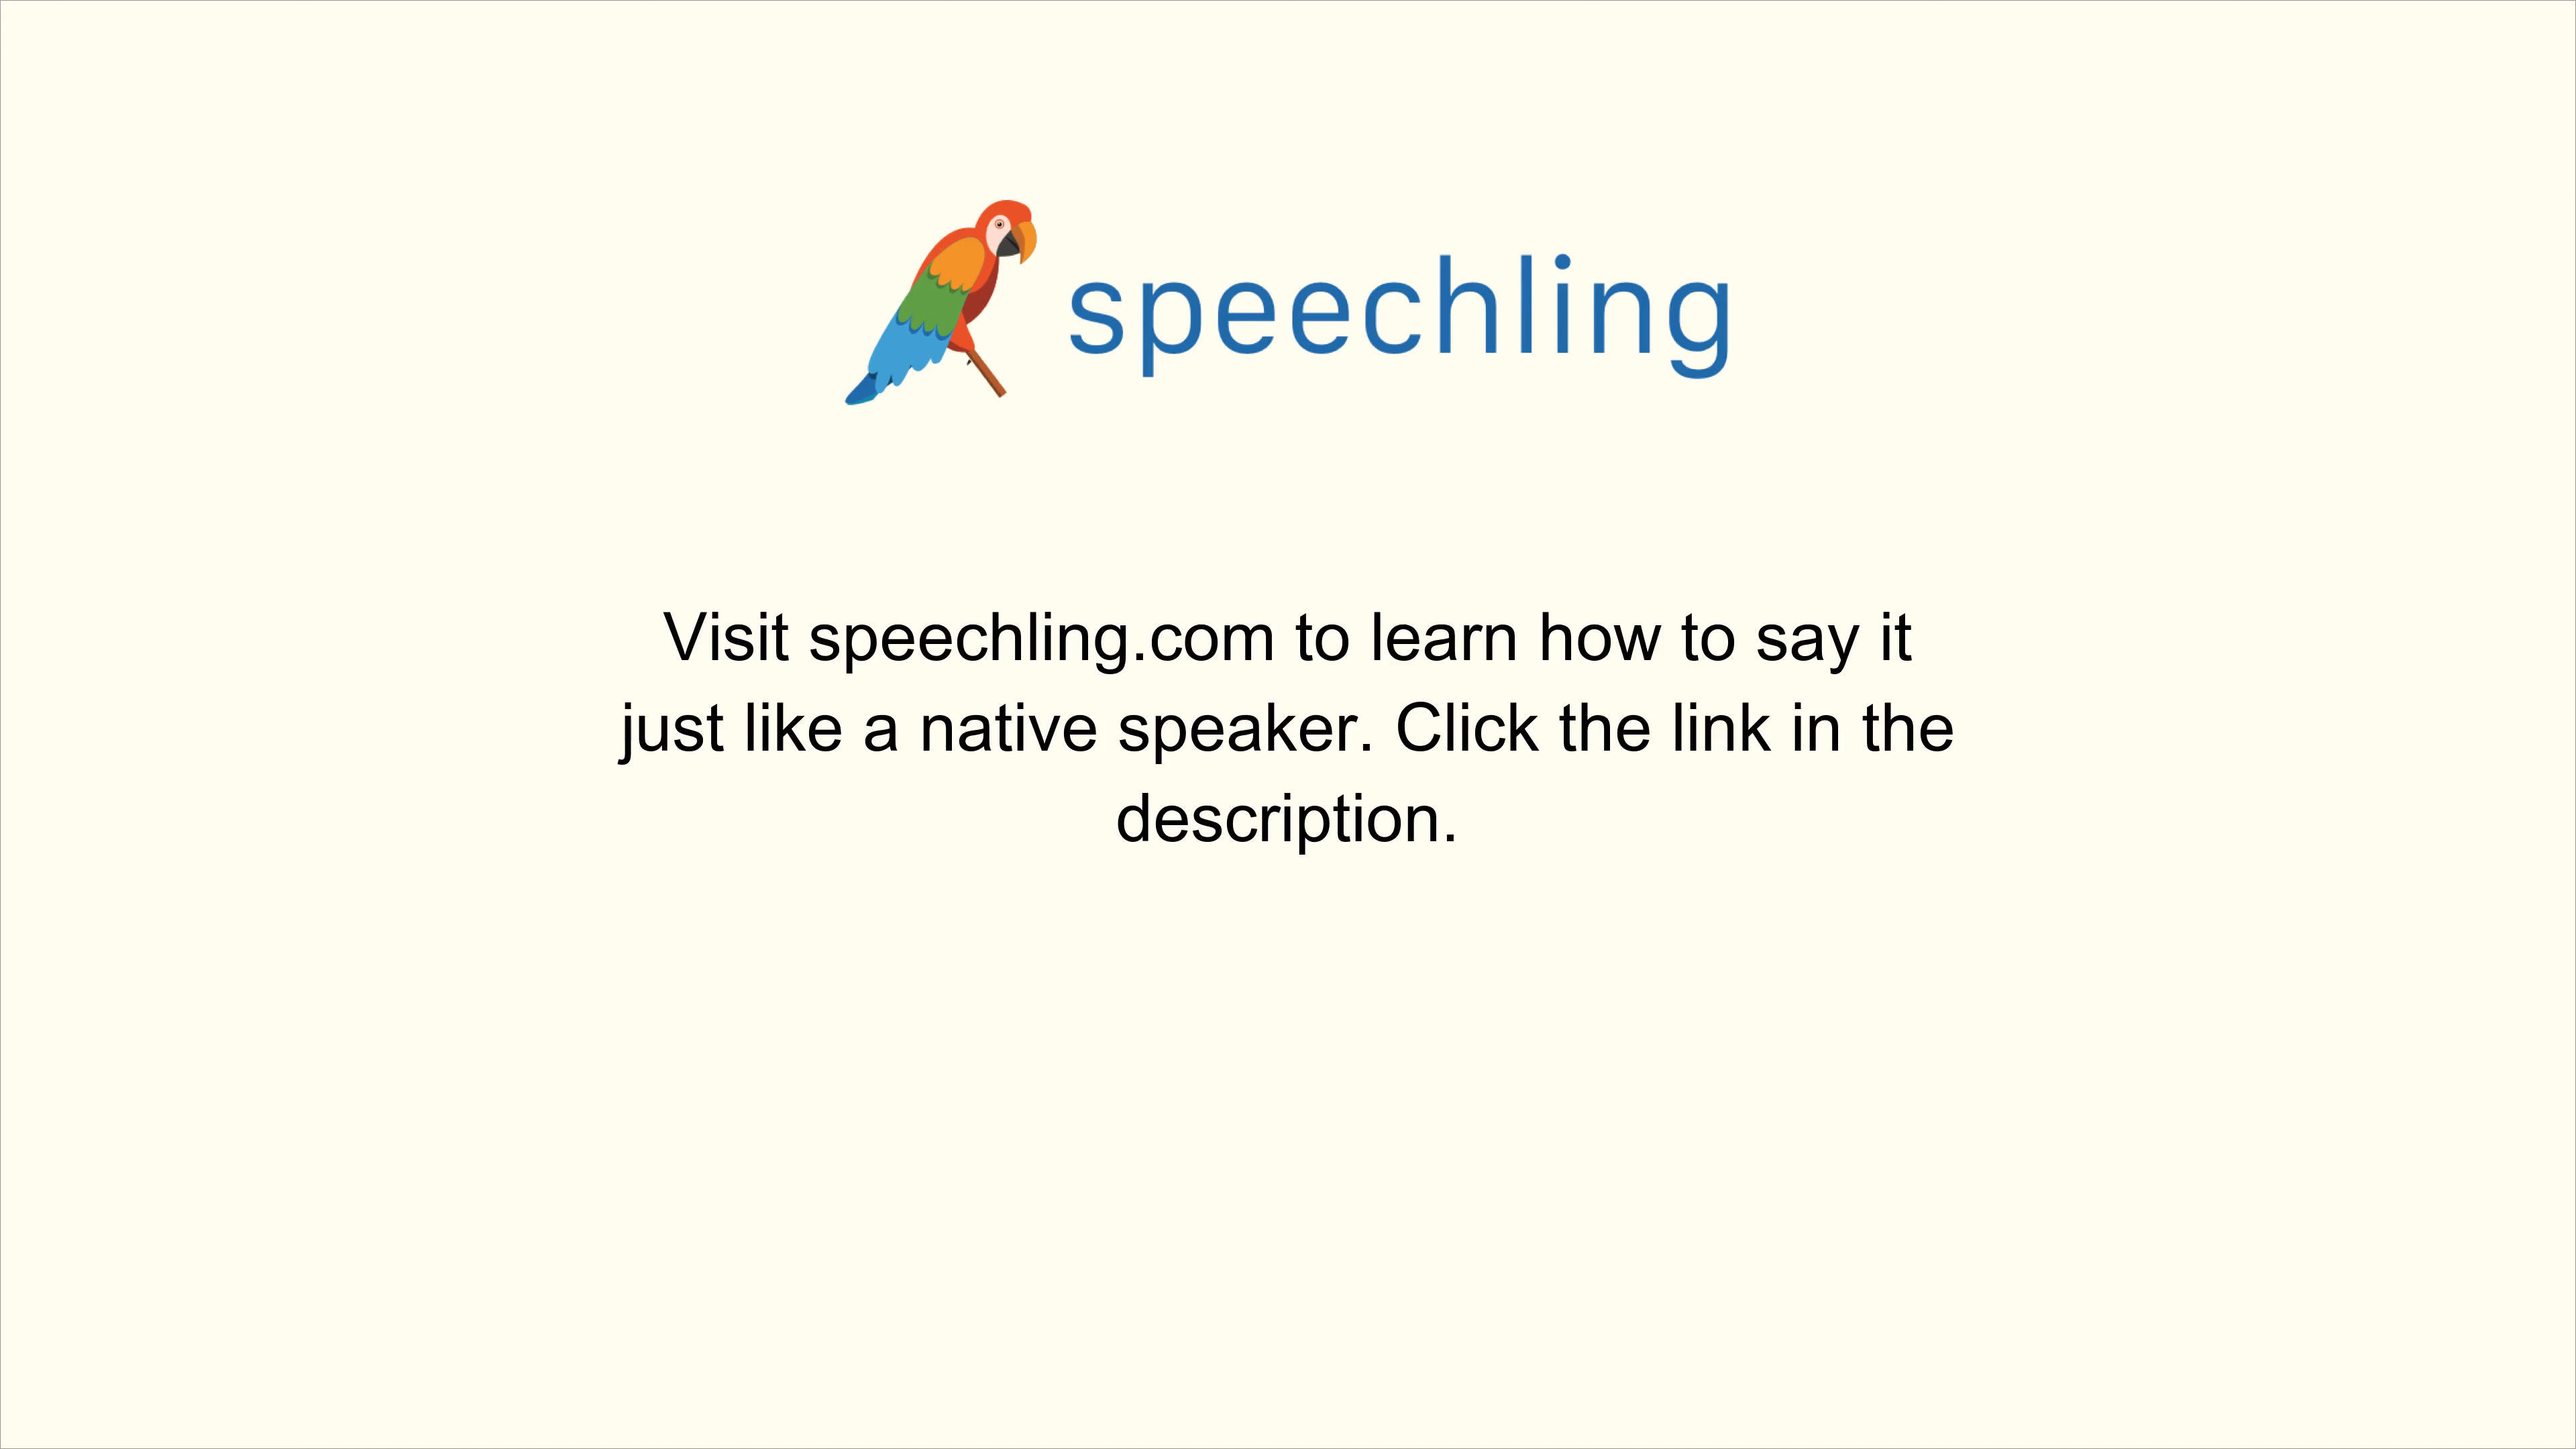 speechling
Visit speechling.com to learn how to say it
just like a native speaker. Click the link in the
description.